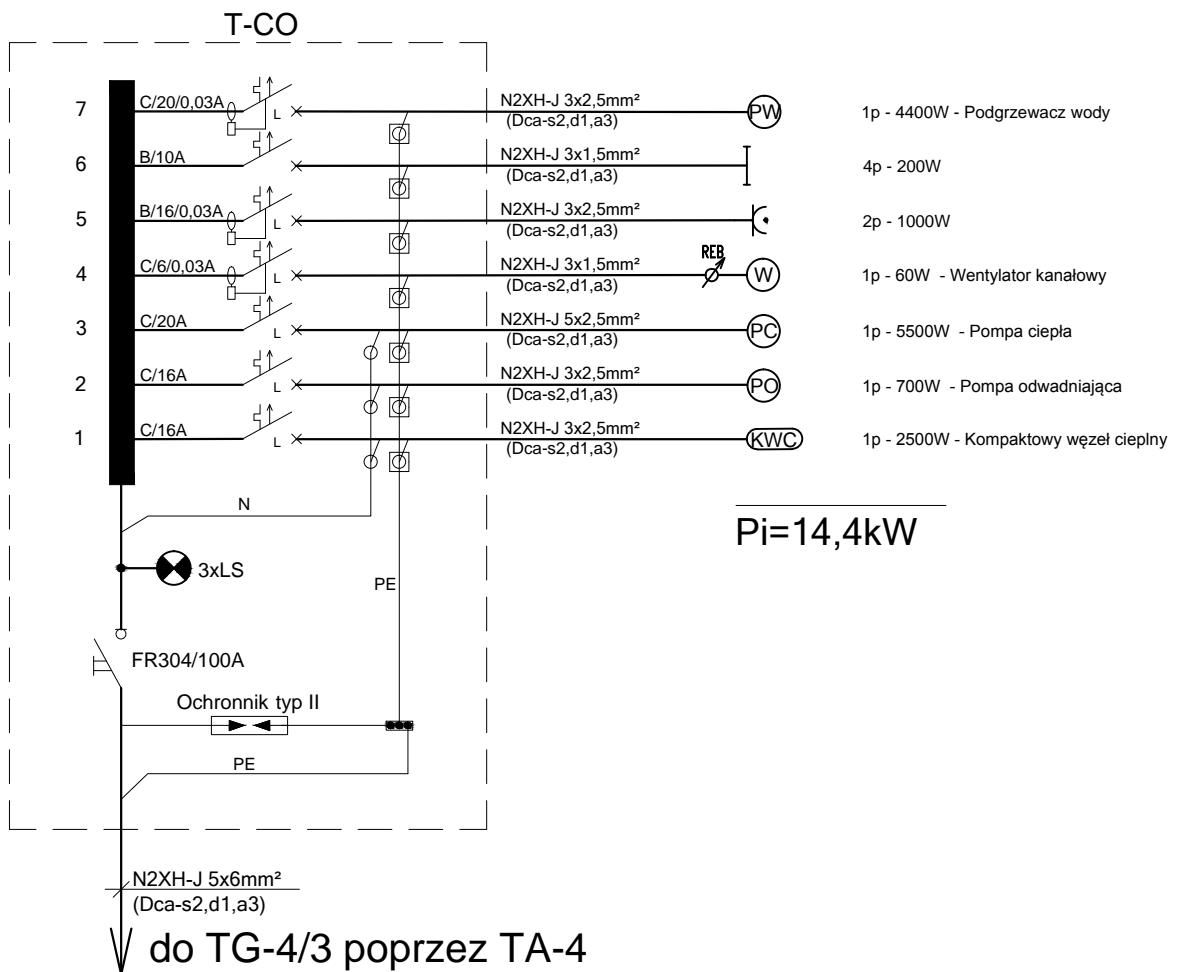 T-CO
7
C/20/0,03A
L
N2XH-J 3x2,5mm²
(Dca-s2,d1,a3)
PW
1p - 4400W - Podgrzewacz wody
6
B/10A
N2XH-J 3x1,5mm²
(Dca-s2,d1,a3)
4p - 200W
5
B/16/0,03A
L
N2XH-J 3x2,5mm²
(Dca-s2,d1,a3)
2p - 1000W
4
C/6/0,03A
L
N2XH-J 3x1,5mm²
(Dca-s2,d1,a3)
REB
W
1p - 60W - Wentylator kanałowy
3
C/20A
L
N2XH-J 5x2,5mm²
(Dca-s2,d1,a3)
PC
1p - 5500W - Pompa ciepła
2
C/16A
L
N2XH-J 3x2,5mm²
(Dca-s2,d1,a3)
PO
1p - 700W - Pompa odwadniająca
1
C/16A
L
N2XH-J 3x2,5mm²
(Dca-s2,d1,a3)
KWC
1p - 2500W - Kompaktowy węzeł cieplny
N
Pi=14,4kW
3xLS
PE
FR304/100A
Ochronnik typ II
PE
N2XH-J 5x6mm²
(Dca-s2,d1,a3)
do TG-4/3 poprzez TA-4